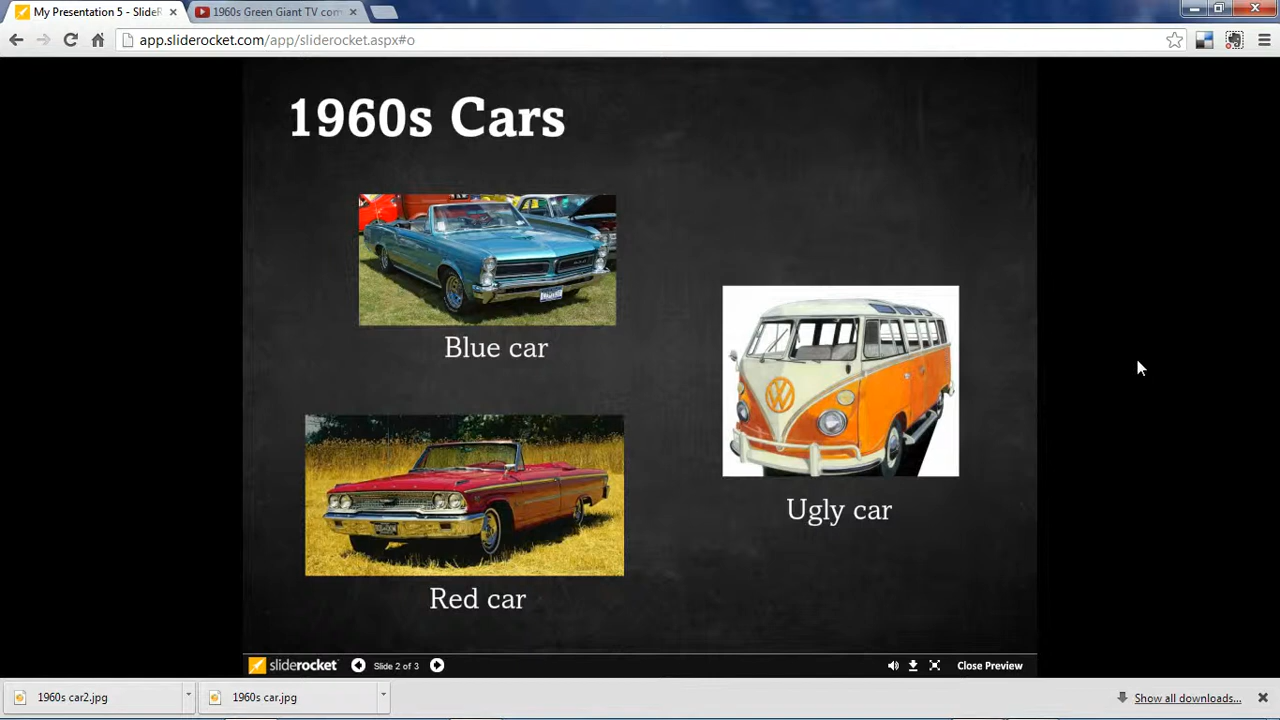 My Presentation 5 - SlideR
1960s Green Giant TV com
app.sliderocket.com/app/sliderocket.aspx#o
1960s Cars
Blue car
Red car
Ugly car
sliderocket
Slide 2 of 3
Close Preview
1960s car2.jpg
1960s car.jpg
Show all downloads...